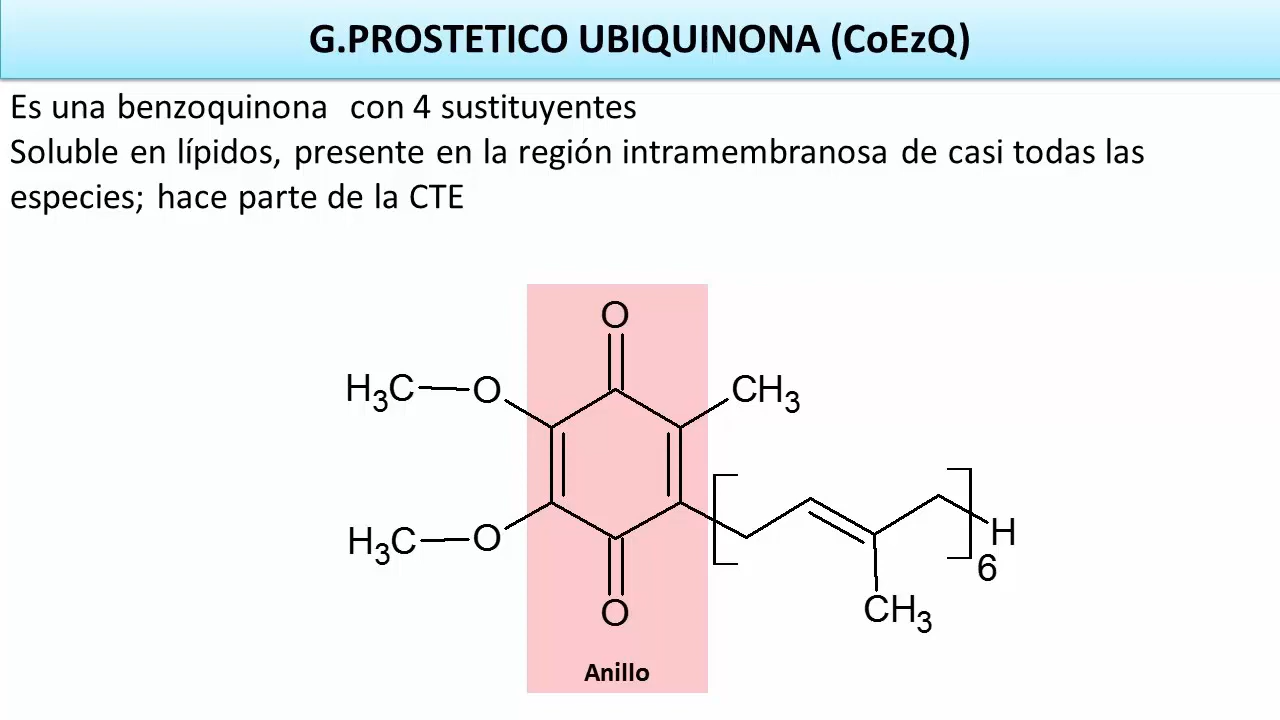 G.PROSTETICO UBIQUINONA (CoEzQ)
Es una benzoquinona con 4 sustituyentes
Soluble en lípidos, presente en la región intramembranosa de casi todas las
especies; hace parte de la CTE
O
H₃C O CH₃
H₃C O H
6
O CH₃
Anillo